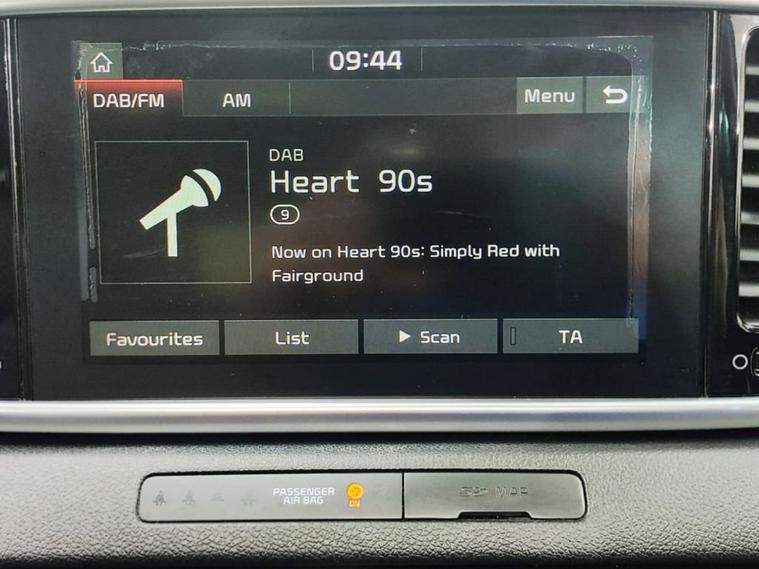 09:44
DAB/FM AM Menu
DAB
Heart 90s
9
Now on Heart 90s: Simply Red with
Fairground
Favourites List Scan TA
PASSENGER
AIR BAG
MAP